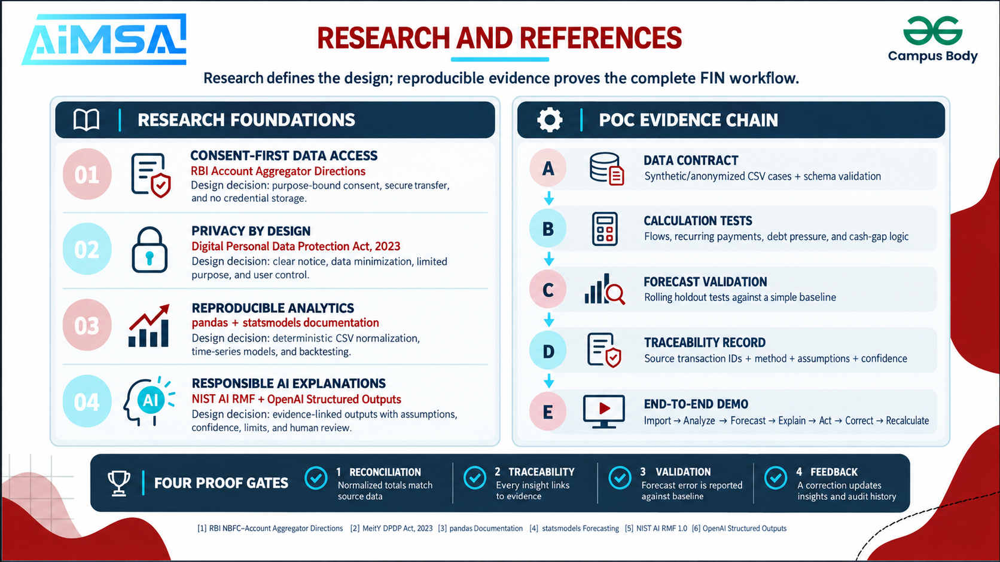 AiMSA
RESEARCH AND REFERENCES
Campus Body
Research defines the design; reproducible evidence proves the complete FIN workflow.
RESEARCH FOUNDATIONS
01
CONSENT-FIRST DATA ACCESS
RBI Account Aggregator Directions
Design decision: purpose-bound consent, secure transfer,
and no credential storage.
02
PRIVACY BY DESIGN
Digital Personal Data Protection Act, 2023
Design decision: clear notice, data minimization, limited
purpose, and user control.
03
REPRODUCIBLE ANALYTICS
pandas + statsmodels documentation
Design decision: deterministic CSV normalization,
time-series models, and backtesting.
04
AI
RESPONSIBLE AI EXPLANATIONS
NIST AI RMF + OpenAI Structured Outputs
Design decision: evidence-linked outputs with assumptions,
confidence, limits, and human review.
POC EVIDENCE CHAIN
A
DATA CONTRACT
Synthetic/anonymized CSV cases + schema validation
B
CALCULATION TESTS
Flows, recurring payments, debt pressure, and cash-gap logic
C
FORECAST VALIDATION
Rolling holdout tests against a simple baseline
D
TRACEABILITY RECORD
Source transaction IDs + method + assumptions + confidence
E
END-TO-END DEMO
Import → Analyze → Forecast → Explain → Act → Correct → Recalculate
FOUR PROOF GATES
1 RECONCILIATION
Normalized totals match
source data
2 TRACEABILITY
Every insight links
to evidence
3 VALIDATION
Forecast error is reported
against baseline
4 FEEDBACK
A correction updates
insights and audit history
[1] RBI NBFC–Account Aggregator Directions [2] MeitY DPDP Act, 2023 [3] pandas Documentation [4] statsmodels Forecasting [5] NIST AI RMF 1.0 [6] OpenAI Structured Outputs